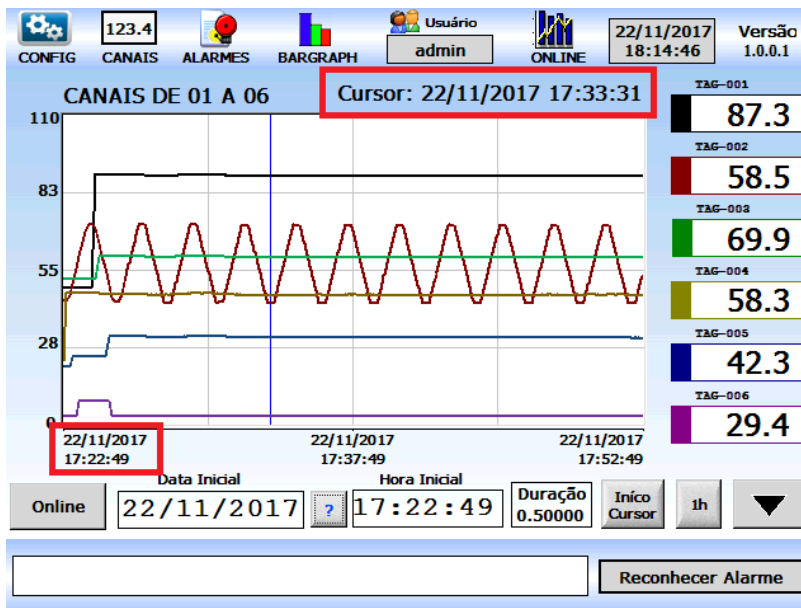 CONFIG
123.4
CANAIS
ALARMES
BARGRAPH
Usuário
admin
ONLINE
22/11/2017
18:14:46
Versão
1.0.0.1
CANAIS DE 01 A 06
Cursor: 22/11/2017 17:33:31
110
83
55
28
0
22/11/2017
17:22:49
22/11/2017
17:37:49
22/11/2017
17:52:49
TAG-001
87.3
TAG-002
58.5
TAG-003
69.9
TAG-004
58.3
TAG-005
42.3
TAG-006
29.4
Data Inicial
Hora Inicial
Online
22/11/2017
?
17:22:49
Duração
0.50000
Iníco
Cursor
1h
Reconhecer Alarme